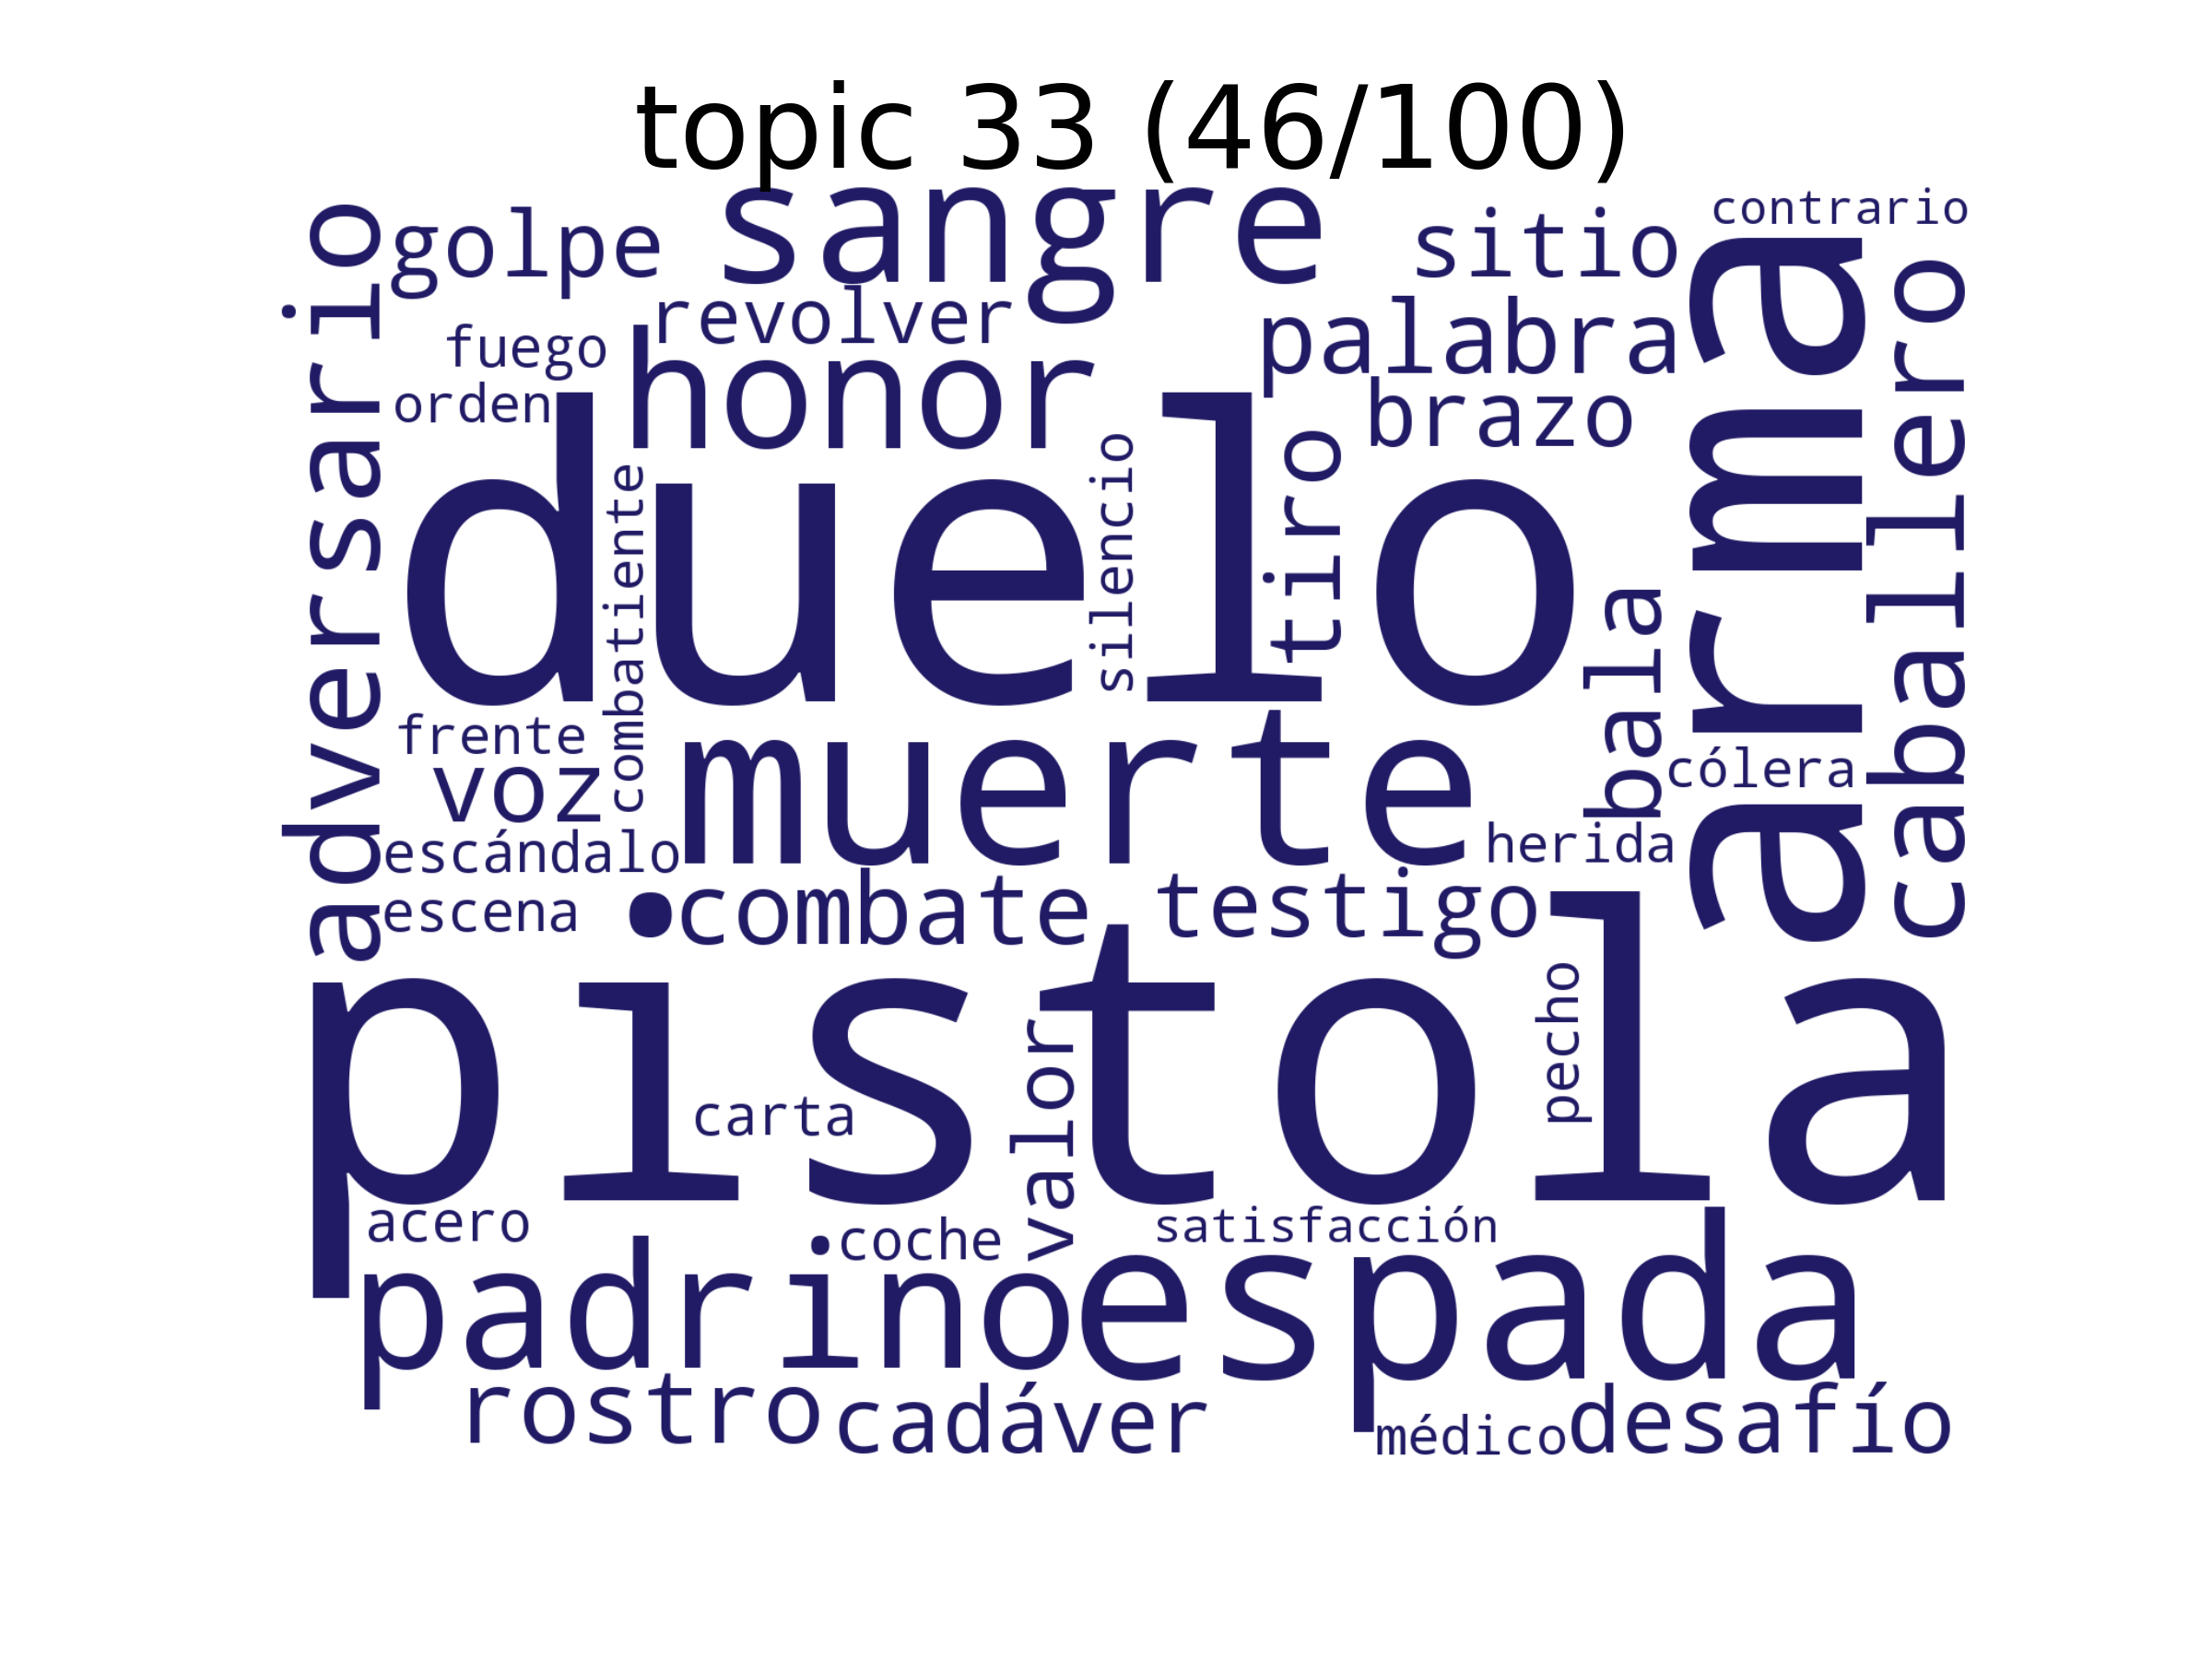 topic 33 (46/100)
sangre
contrario
golpe
sitio
adversario
revolver
palabra
fuego
honor
arma
caballero
orden
brazo
duelo
combatiente
silencio
tiro
bala
frente
voz
muerte
cólera
escándalo
herida
escena
combate
testigo
pistola
pecho
valor
carta
acero
coche
satisfacción
padrino
espada
rostro
cadáver
médico
desafío